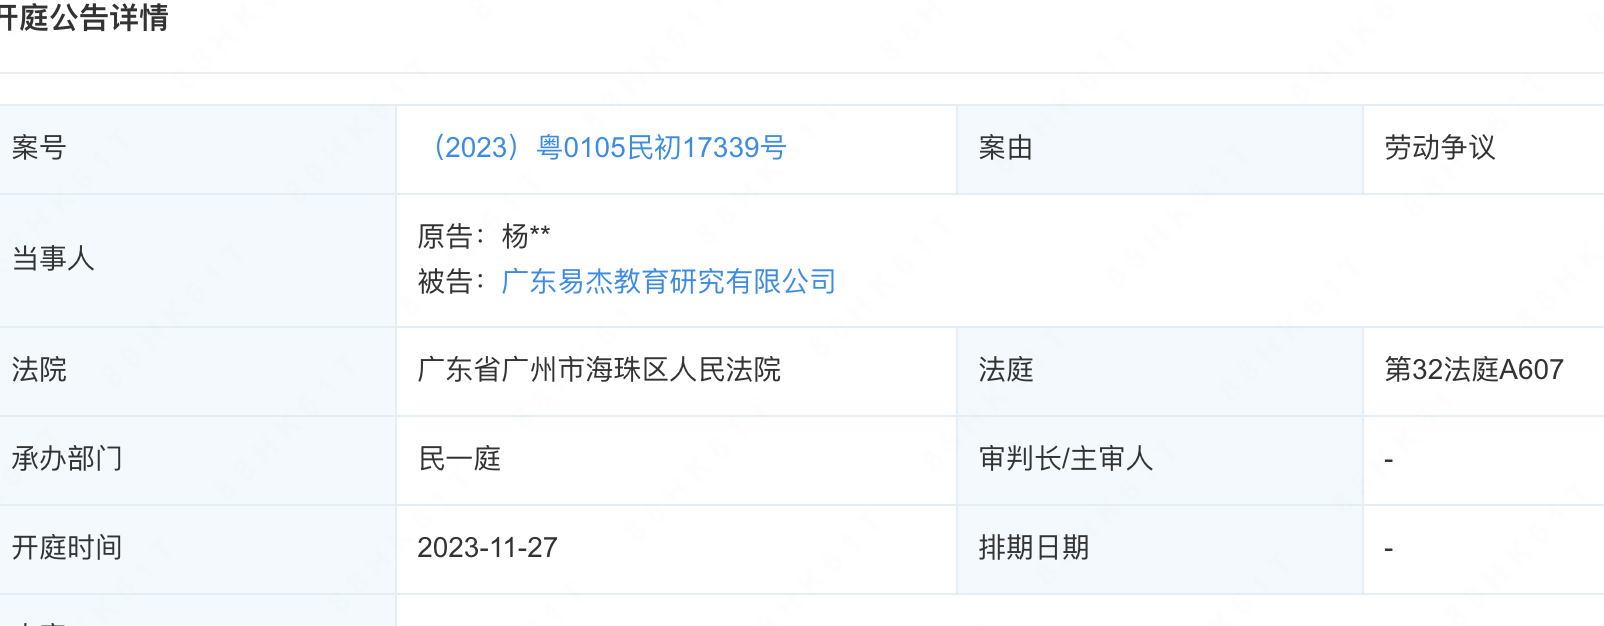 开庭公告详情
案号 （2023）粤0105民初17339号 案由 劳动争议
当事人 原告：杨**
被告：广东易杰教育研究有限公司
法院 广东省广州市海珠区人民法院 法庭 第32法庭A607
承办部门 民一庭 审判长/主审人 -
开庭时间 2023-11-27 排期日期 -